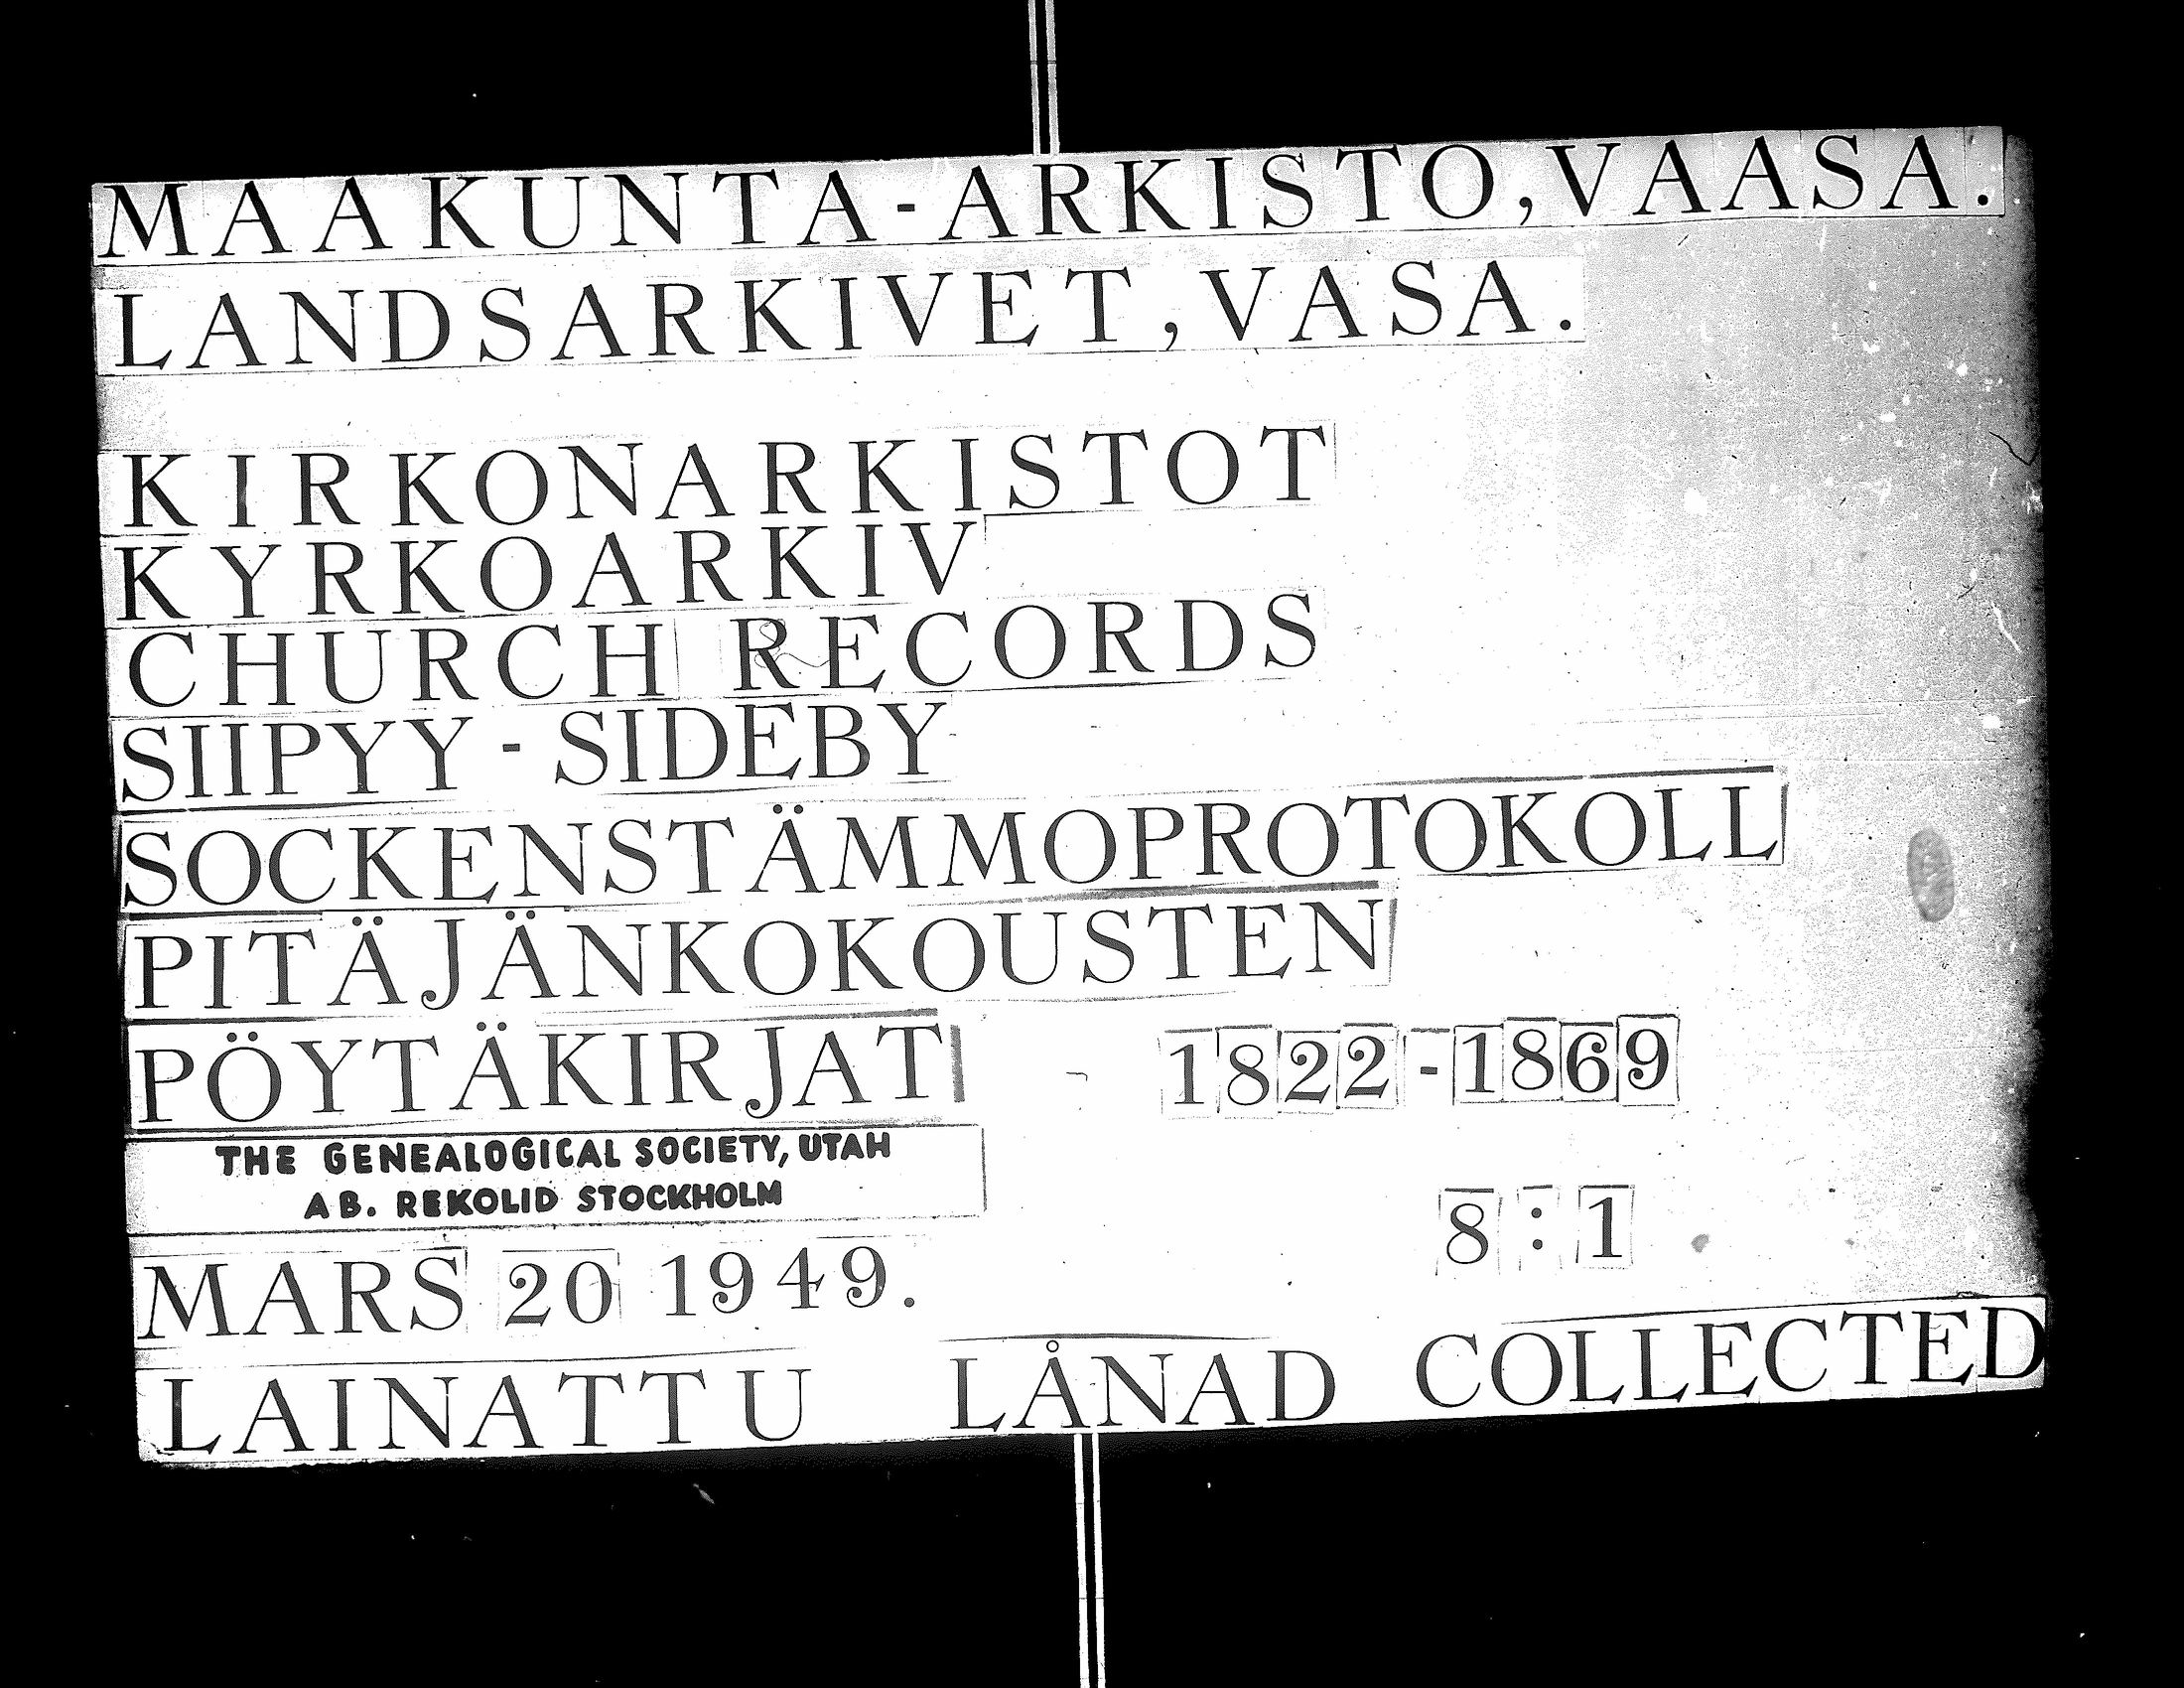 MAAKUNTA-ARKISTO, VAASA.
LANDSARKIVET, VASA.
KIRKONARKISTOT
KYRKOARKIV
CHURCH RECORDS
SIIPYY - SIDEBY
SOCKENSTÄMMOPROTOKOLL
PITÄJÄNKOKOUSTEN
PÖYTÄKIRJAT 1822-1869
THE GENEALOGICAL SOCIETY, UTAH
AB. REKOLID STOCKHOLM
8:1
MARS 20 1949.
LAINATTU LÅNAD COLLECTED